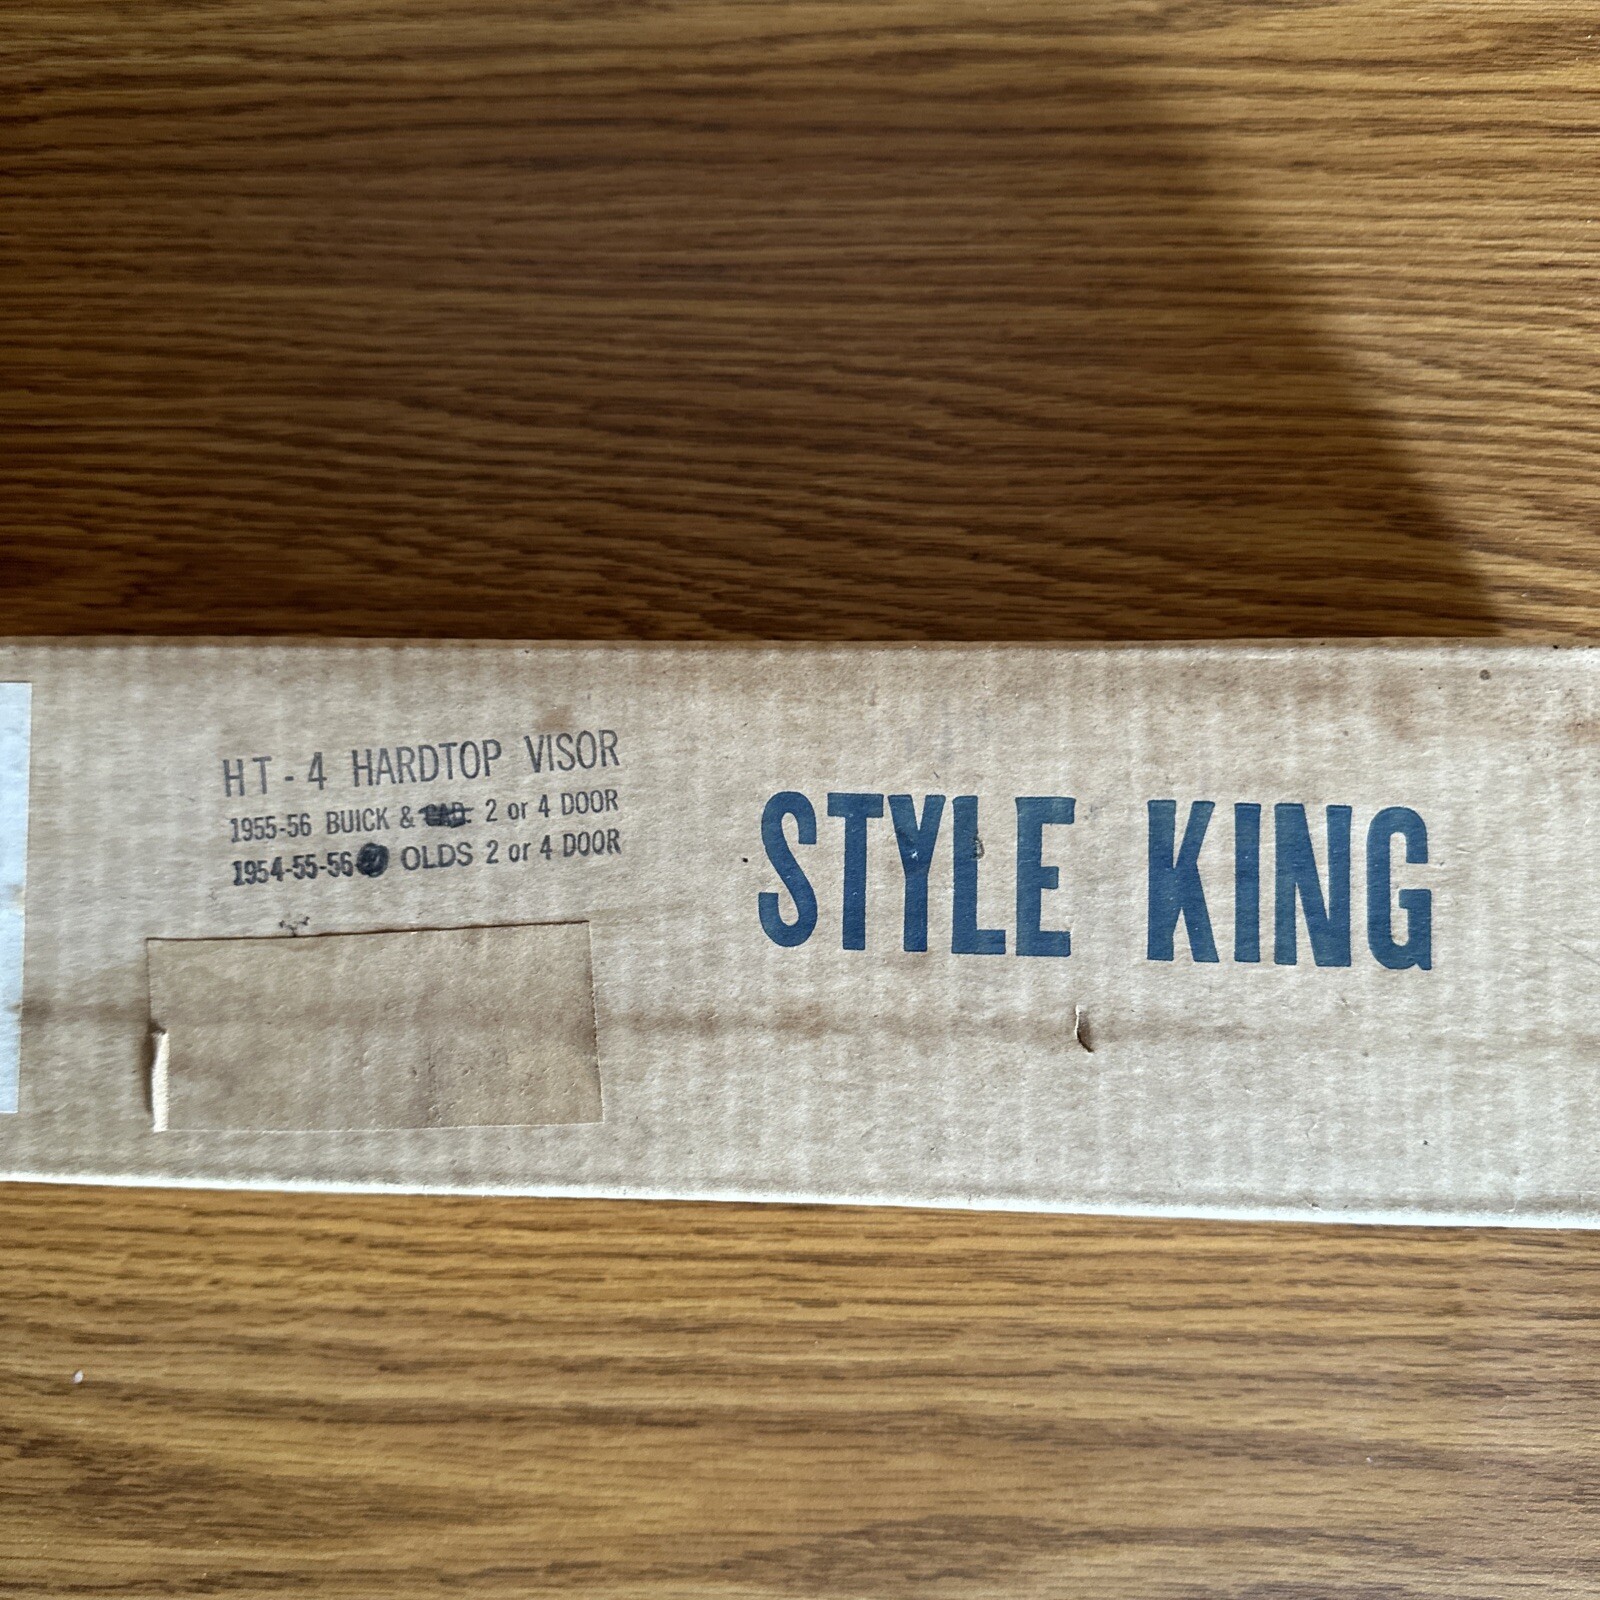 HT-4 HARDTOP VISOR
1955-56 BUICK & CAD. 2 or 4 DOOR
1954-55-56 OLDS 2 or 4 DOOR
STYLE KING